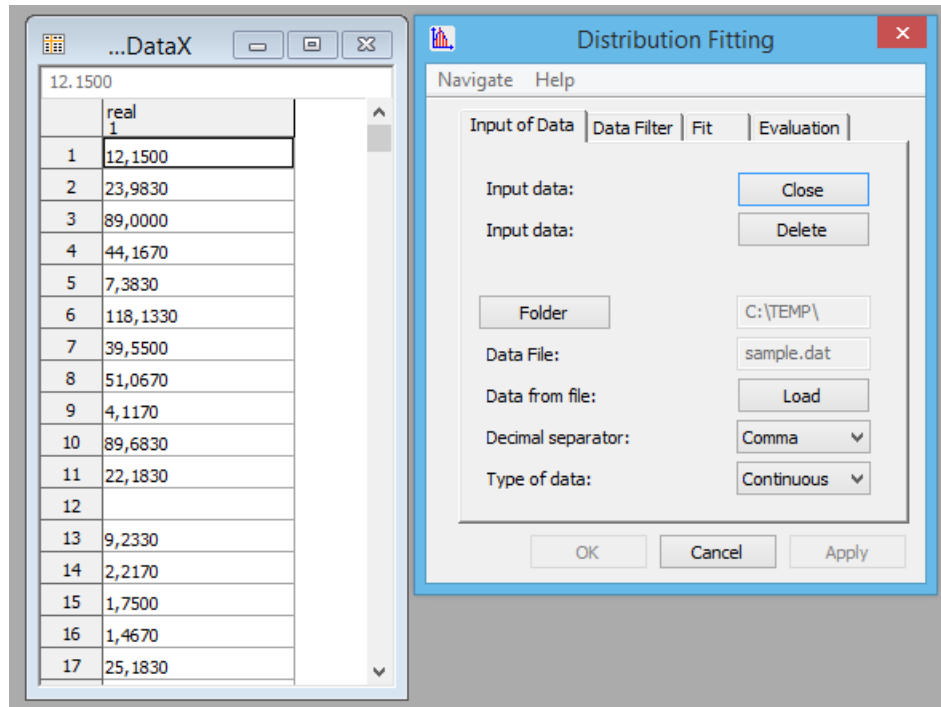 ...DataX
12.1500
real
1
1 12,1500
2 23,9830
3 89,0000
4 44,1670
5 7,3830
6 118,1330
7 39,5500
8 51,0670
9 4,1170
10 89,6830
11 22,1830
12
13 9,2330
14 2,2170
15 1,7500
16 1,4670
17 25,1830
Distribution Fitting
Navigate Help
Input of Data Data Filter Fit Evaluation
Input data: Close
Input data: Delete
Folder C:\TEMP\
Data File: sample.dat
Data from file: Load
Decimal separator: Comma
Type of data: Continuous
OK Cancel Apply